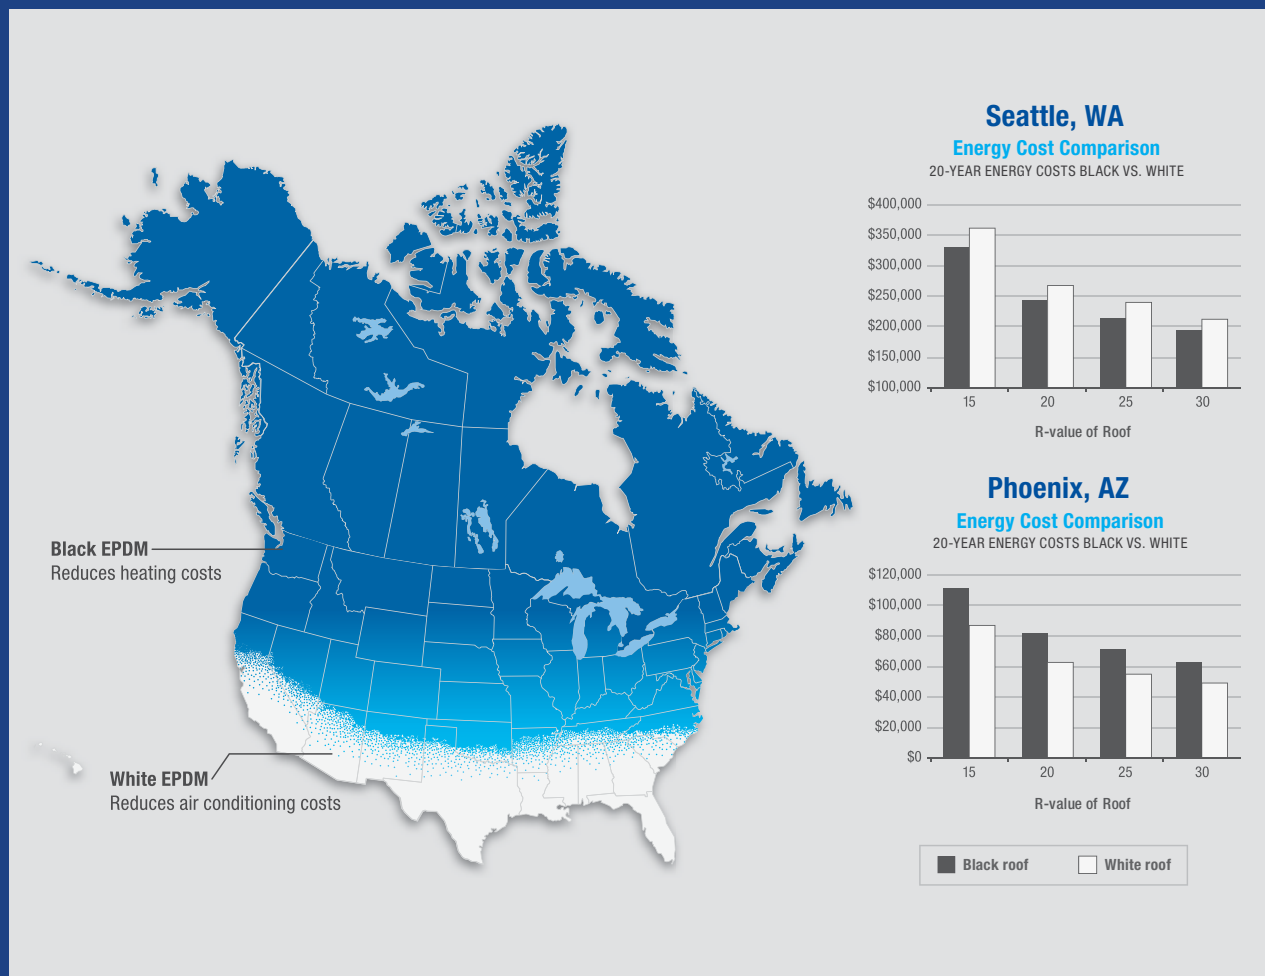 Seattle, WA
Energy Cost Comparison
20-YEAR ENERGY COSTS BLACK VS. WHITE
$400,000
$350,000
$300,000
$250,000
$200,000
$150,000
$100,000
15 20 25 30
R-value of Roof
Phoenix, AZ
Energy Cost Comparison
20-YEAR ENERGY COSTS BLACK VS. WHITE
$120,000
$100,000
$80,000
$60,000
$40,000
$20,000
$0
15 20 25 30
R-value of Roof
Black roof White roof
Black EPDM
Reduces heating costs
White EPDM
Reduces air conditioning costs